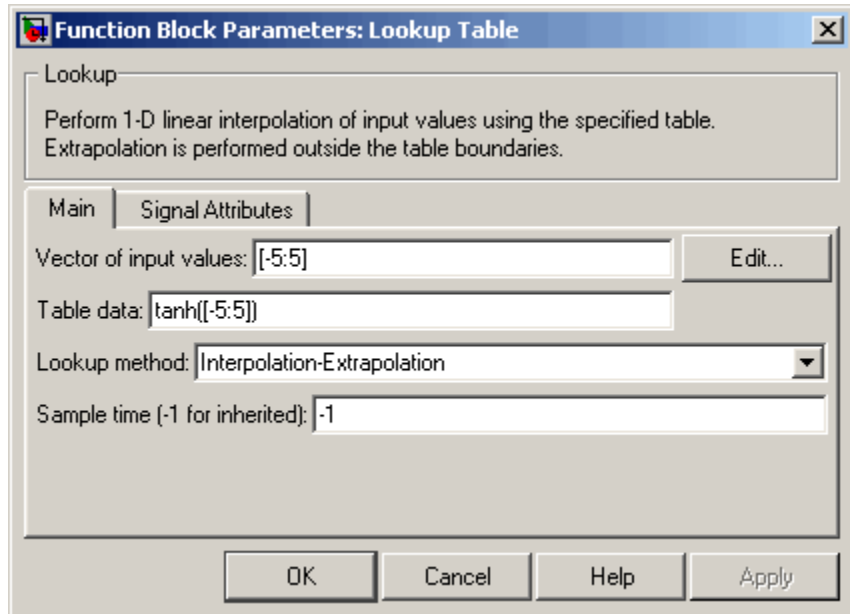 Function Block Parameters: Lookup Table
Lookup
Perform 1-D linear interpolation of input values using the specified table.
Extrapolation is performed outside the table boundaries.
Main
Signal Attributes
Vector of input values: [-5:5]
Edit...
Table data: tanh([-5:5])
Lookup method: Interpolation-Extrapolation
Sample time (-1 for inherited): -1
OK
Cancel
Help
Apply